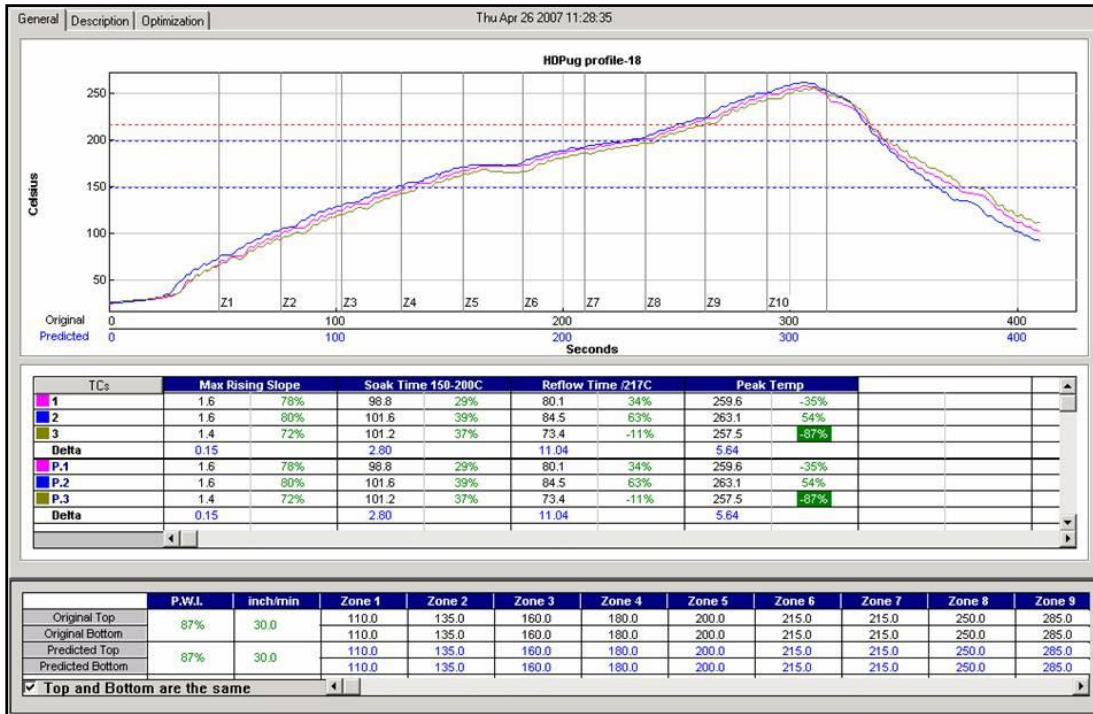 General Description Optimization Thu Apr 26 2007 11:28:35
HDPug profile-18
Celsius
250
200
150
100
50
Z1 Z2 Z3 Z4 Z5 Z6 Z7 Z8 Z9 Z10
Original 0 100 200 300 400
Predicted 0 100 200 300 400
Seconds
TCs Max Rising Slope Soak Time 150-200C Reflow Time /217C Peak Temp
1 1.6 78% 98.8 29% 80.1 34% 259.6 -35%
2 1.6 80% 101.6 39% 84.5 63% 263.1 54%
3 1.4 72% 101.2 37% 73.4 -11% 257.5 -87%
Delta 0.15 2.80 11.04 5.64
P.1 1.6 78% 98.8 29% 80.1 34% 259.6 -35%
P.2 1.6 80% 101.6 39% 84.5 63% 263.1 54%
P.3 1.4 72% 101.2 37% 73.4 -11% 257.5 -87%
Delta 0.15 2.80 11.04 5.64
P.W.I. inch/min Zone 1 Zone 2 Zone 3 Zone 4 Zone 5 Zone 6 Zone 7 Zone 8 Zone 9
Original Top 87% 30.0 110.0 135.0 160.0 180.0 200.0 215.0 215.0 250.0 285.0
Original Bottom 110.0 135.0 160.0 180.0 200.0 215.0 215.0 250.0 285.0
Predicted Top 87% 30.0 110.0 135.0 160.0 180.0 200.0 215.0 215.0 250.0 285.0
Predicted Bottom 110.0 135.0 160.0 180.0 200.0 215.0 215.0 250.0 285.0
Top and Bottom are the same